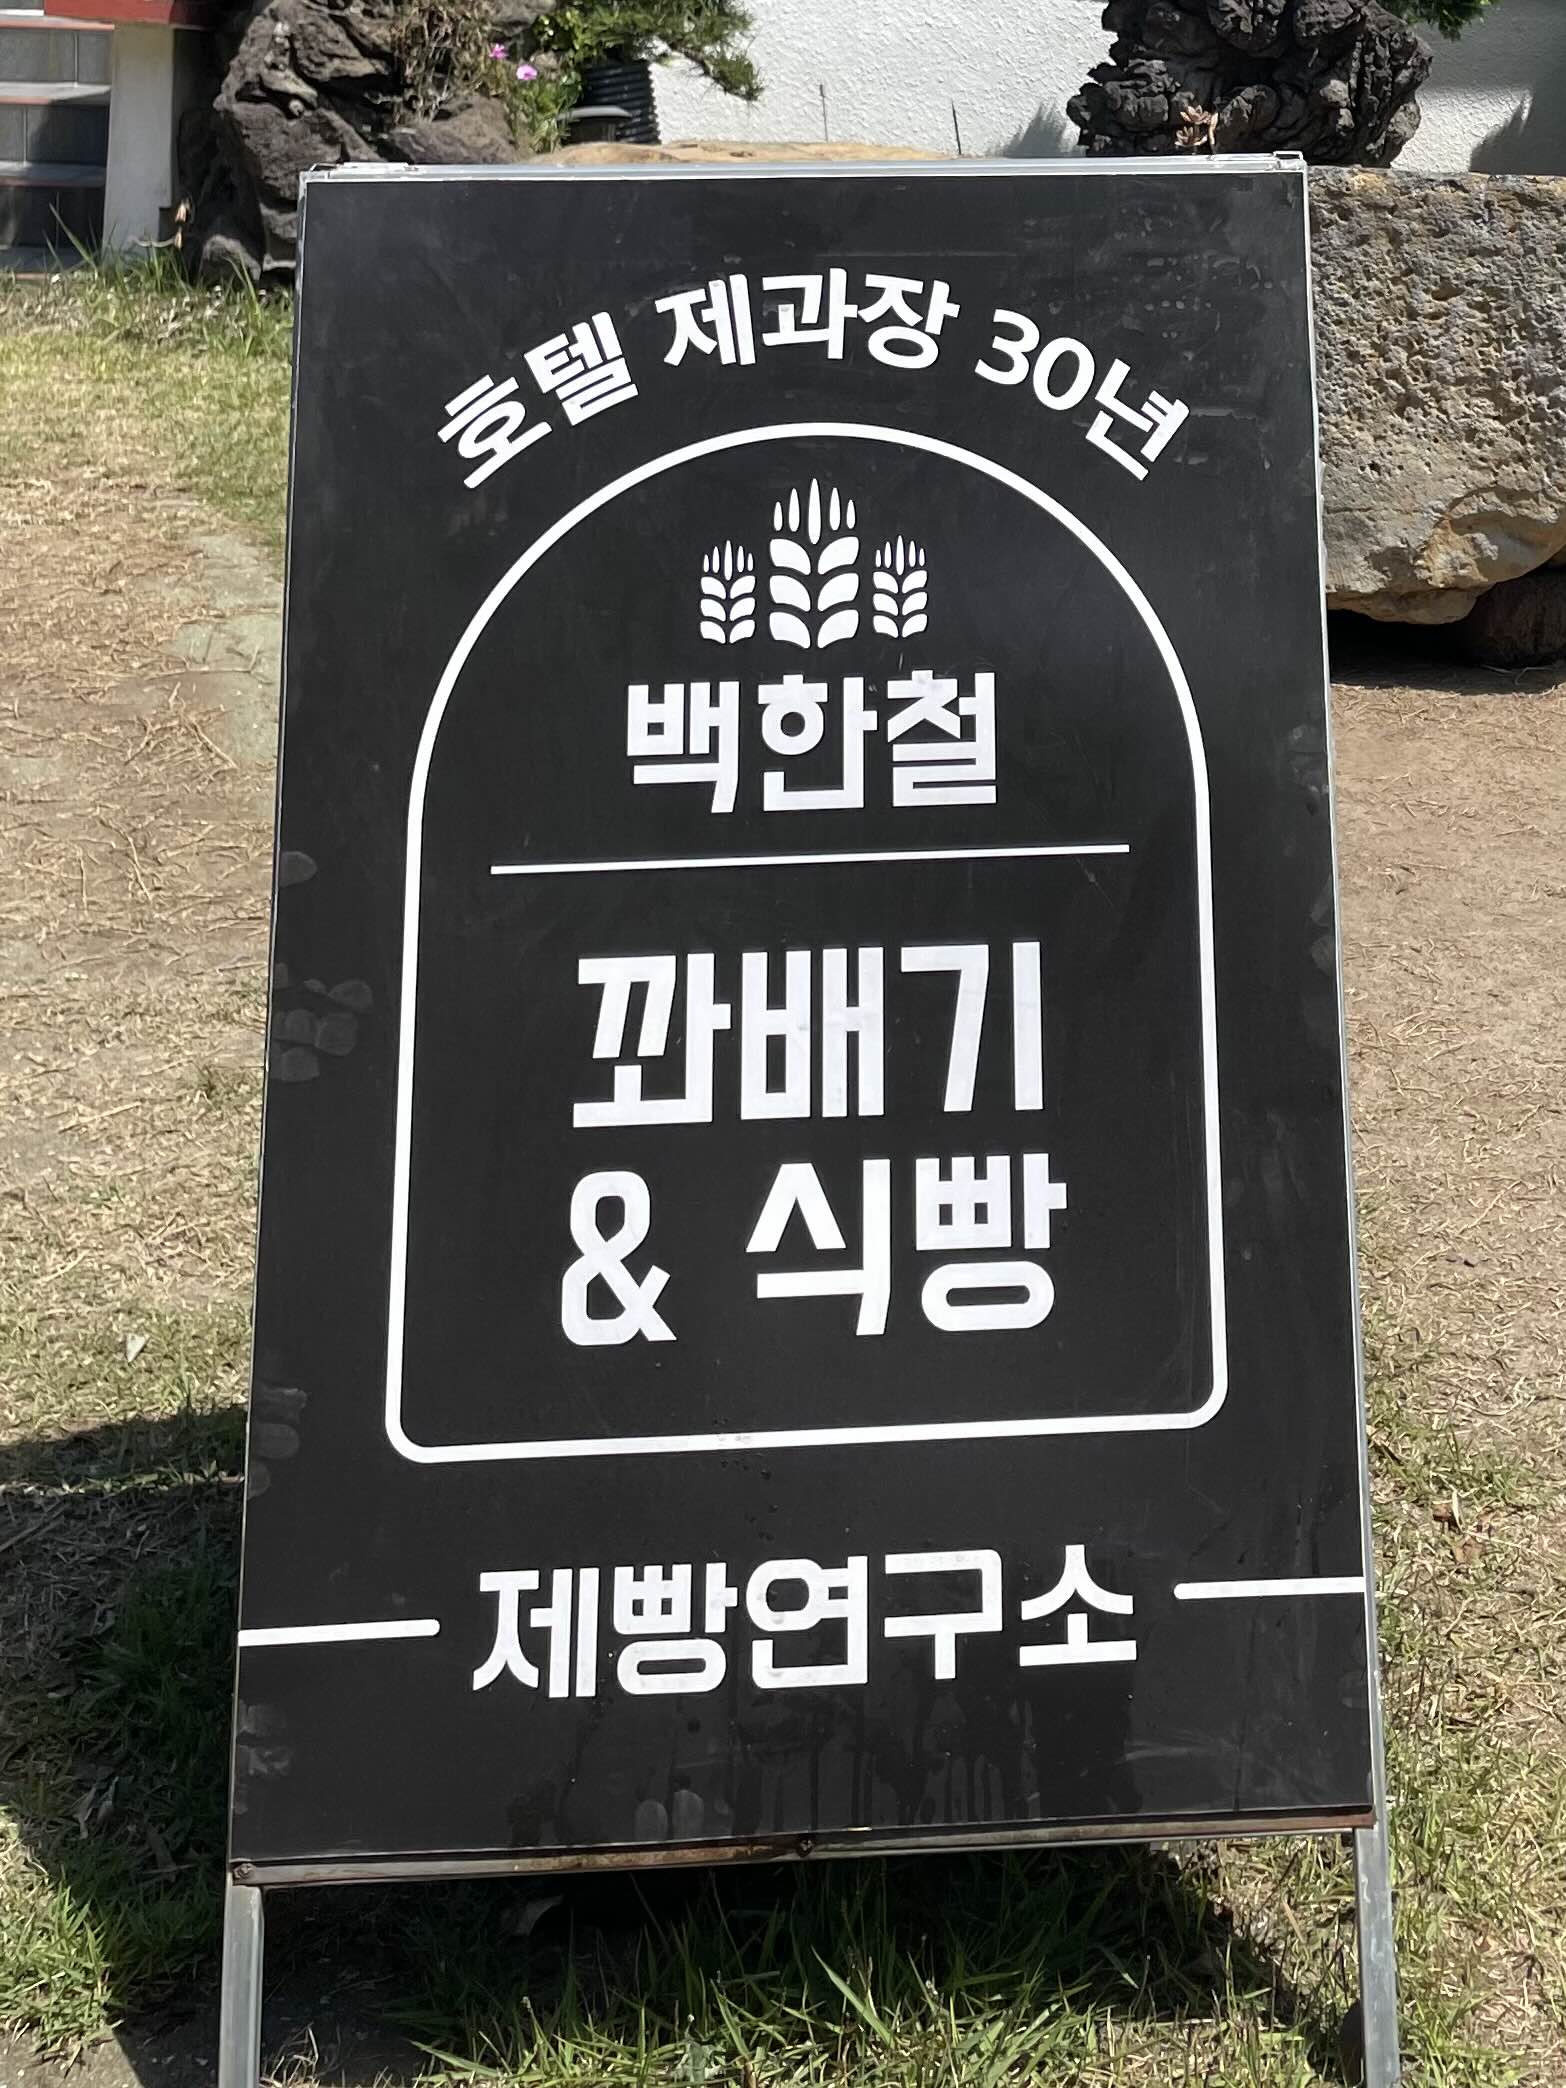 호텔 제과장 30년
백한철
꽈배기
& 식빵
제빵연구소